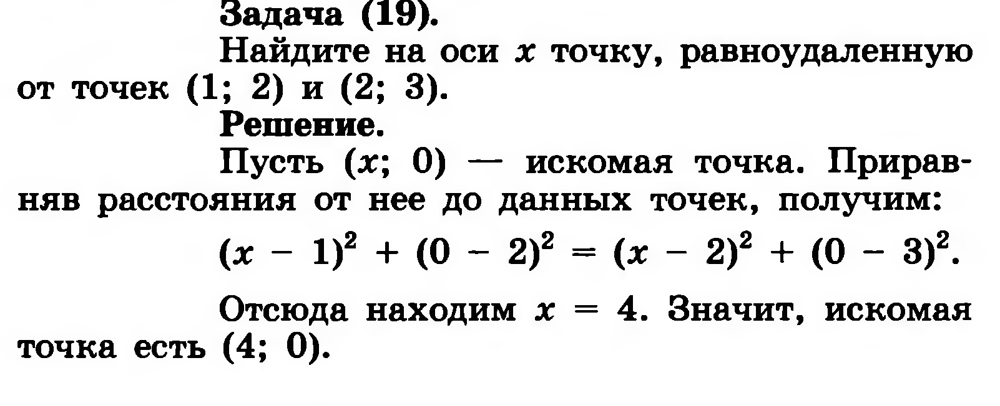 Задача (19).
Найдите на оси x точку, равноудаленную
от точек (1; 2) и (2; 3).
Решение.
Пусть (x; 0) — искомая точка. Прирав-
няв расстояния от нее до данных точек, получим:
(x − 1)² + (0 − 2)² = (x − 2)² + (0 − 3)².
Отсюда находим x = 4. Значит, искомая
точка есть (4; 0).